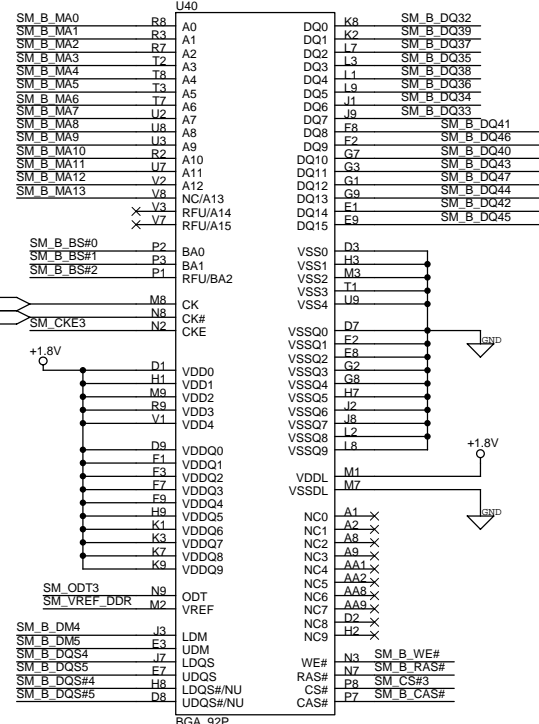 U40
SM_B_MA0 R8 A0 DQ0 K8 SM_B_DQ32
SM_B_MA1 R3 A1 DQ1 K2 SM_B_DQ39
SM_B_MA2 R7 A2 DQ2 L7 SM_B_DQ37
SM_B_MA3 T2 A3 DQ3 L3 SM_B_DQ35
SM_B_MA4 T8 A4 DQ4 L1 SM_B_DQ38
SM_B_MA5 T3 A5 DQ5 L9 SM_B_DQ36
SM_B_MA6 T7 A6 DQ6 J1 SM_B_DQ34
SM_B_MA7 U2 A7 DQ7 J9 SM_B_DQ33
SM_B_MA8 U8 A8 DQ8 F8 SM_B_DQ41
SM_B_MA9 U3 A9 DQ9 F2 SM_B_DQ46
SM_B_MA10 R2 A10 DQ10 G7 SM_B_DQ40
SM_B_MA11 U7 A11 DQ11 G3 SM_B_DQ43
SM_B_MA12 V2 A12 DQ12 G1 SM_B_DQ47
SM_B_MA13 V8 NC/A13 DQ13 G9 SM_B_DQ44
V3 RFU/A14 DQ14 E1 SM_B_DQ42
V7 RFU/A15 DQ15 E9 SM_B_DQ45
SM_B_BS#0 P2 BA0 VSS0 D3
SM_B_BS#1 P3 BA1 VSS1 H3
SM_B_BS#2 P1 RFU/BA2 VSS2 M3
VSS3 T1
M8 CK VSS4 U9
N8 CK#
SM_CKE3 N2 CKE VSSQ0 D7
VSSQ1 E2 GND
+1.8V VSSQ2 E8
D1 VDD0 VSSQ3 G2
H1 VDD1 VSSQ4 G8
M9 VDD2 VSSQ5 H7
R9 VDD3 VSSQ6 J2
V1 VDD4 VSSQ7 J8
VSSQ8 L2
D9 VDDQ0 VSSQ9 L8 +1.8V
F1 VDDQ1
F3 VDDQ2 VDDL M1
F7 VDDQ3 VSSDL M7
F9 VDDQ4
H9 VDDQ5 NC0 A1 GND
K1 VDDQ6 NC1 A2
K3 VDDQ7 NC2 A8
K7 VDDQ8 NC3 A9
K9 VDDQ9 NC4 AA1
NC5 AA2
SM_ODT3 N9 ODT NC6 AA8
SM_VREF_DDR M2 VREF NC7 AA9
NC8 D2
SM_B_DM4 J3 LDM NC9 H2
SM_B_DM5 E3 UDM
SM_B_DQS4 J7 LDQS WE# N3 SM_B_WE#
SM_B_DQS5 E7 UDQS RAS# N7 SM_B_RAS#
SM_B_DQS#4 H8 LDQS#/NU CS# P8 SM_CS#3
SM_B_DQS#5 D8 UDQS#/NU CAS# P7 SM_B_CAS#
BGA_92P